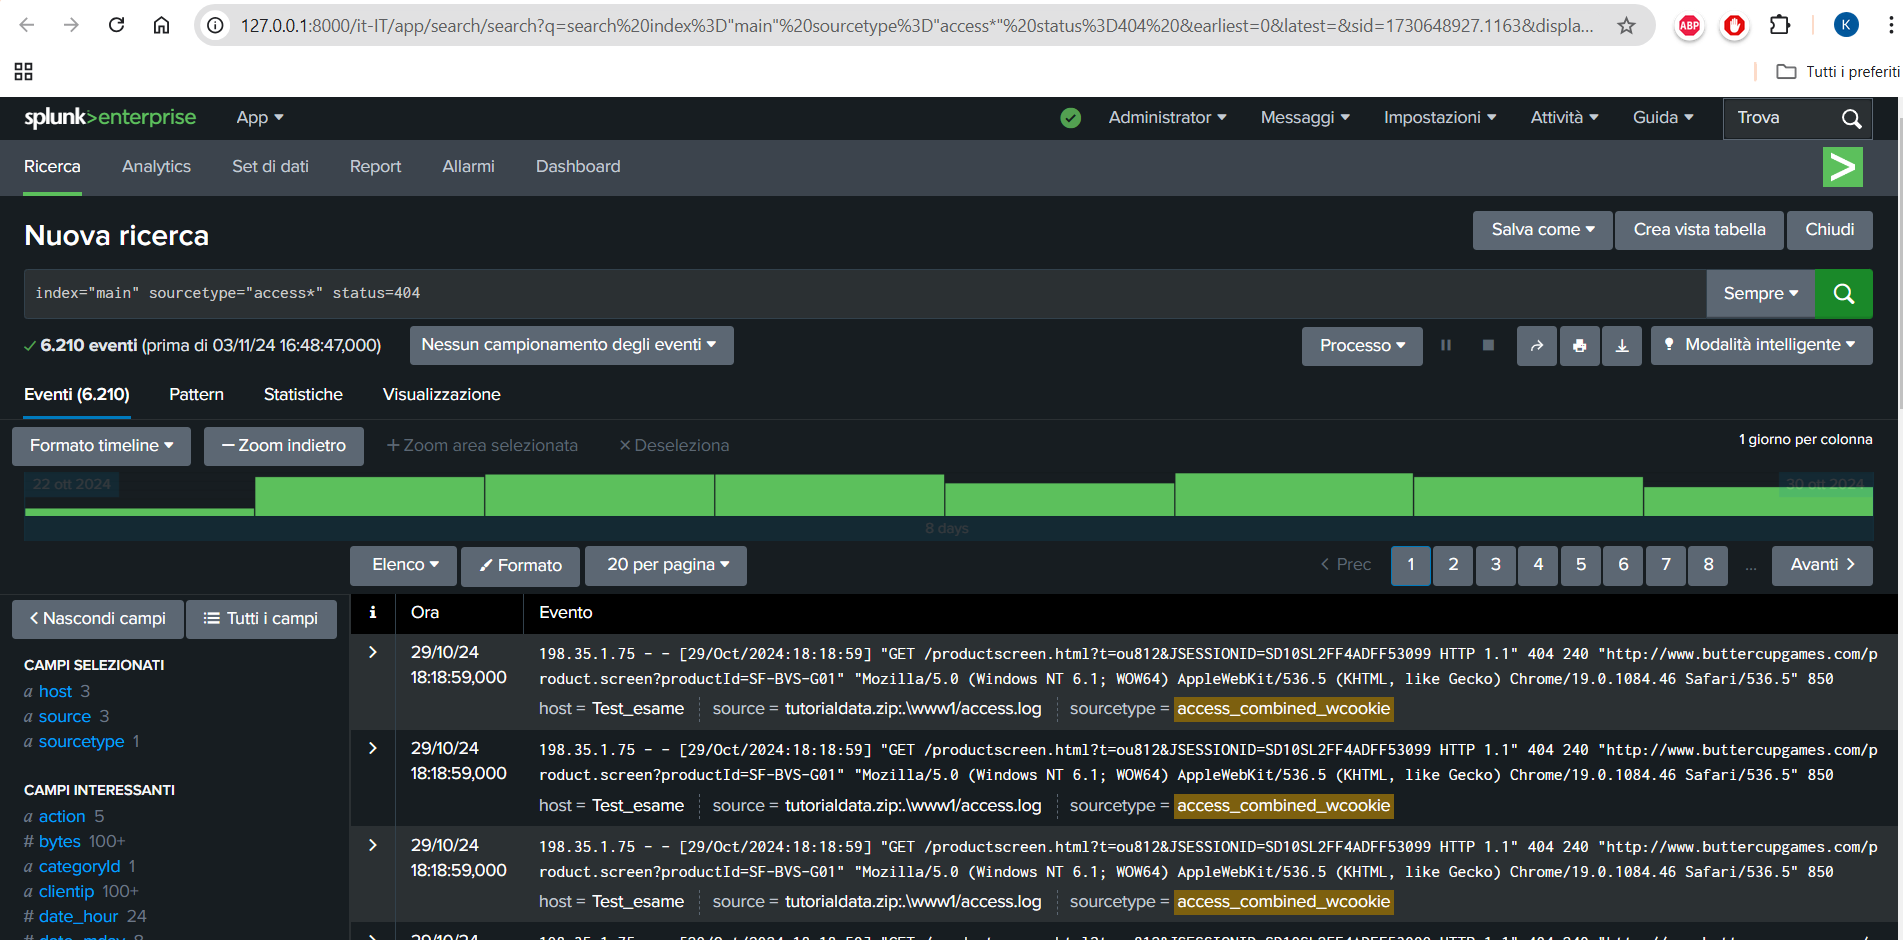 127.0.0.1:8000/it-IT/app/search/search?q=search%20index%3D"main"%20sourcetype%3D"access*"%20status%3D404%20&earliest=0&latest=&sid=1730648927.1163&displa...
ABP
K
Tutti i preferiti
splunk>enterprise
App
Administrator
Messaggi
Impostazioni
Attività
Guida
Trova
Ricerca
Analytics
Set di dati
Report
Allarmi
Dashboard
>
Nuova ricerca
Salva come
Crea vista tabella
Chiudi
index="main" sourcetype="access*" status=404
Sempre
6.210 eventi (prima di 03/11/24 16:48:47,000)
Nessun campionamento degli eventi
Processo
Modalità intelligente
Eventi (6.210)
Pattern
Statistiche
Visualizzazione
Formato timeline
— Zoom indietro
+ Zoom area selezionata
× Deseleziona
1 giorno per colonna
22 ott 2024
30 ott 2024
8 days
Elenco
Formato
20 per pagina
< Prec
1
2
3
4
5
6
7
8
...
Avanti >
< Nascondi campi
Tutti i campi
i
Ora
Evento
CAMPI SELEZIONATI
a host 3
a source 3
a sourcetype 1
CAMPI INTERESSANTI
a action 5
# bytes 100+
a categoryId 1
a clientip 100+
# date_hour 24
# date_mday 8
> 29/10/24
18:18:59,000
198.35.1.75 - - [29/Oct/2024:18:18:59] "GET /productscreen.html?t=ou812&JSESSIONID=SD10SL2FF4ADFF53099 HTTP 1.1" 404 240 "http://www.buttercupgames.com/p
roduct.screen?productId=SF-BVS-G01" "Mozilla/5.0 (Windows NT 6.1; WOW64) AppleWebKit/536.5 (KHTML, like Gecko) Chrome/19.0.1084.46 Safari/536.5" 850
host = Test_esame source = tutorialdata.zip:.\www1/access.log sourcetype = access_combined_wcookie
> 29/10/24
18:18:59,000
198.35.1.75 - - [29/Oct/2024:18:18:59] "GET /productscreen.html?t=ou812&JSESSIONID=SD10SL2FF4ADFF53099 HTTP 1.1" 404 240 "http://www.buttercupgames.com/p
roduct.screen?productId=SF-BVS-G01" "Mozilla/5.0 (Windows NT 6.1; WOW64) AppleWebKit/536.5 (KHTML, like Gecko) Chrome/19.0.1084.46 Safari/536.5" 850
host = Test_esame source = tutorialdata.zip:.\www1/access.log sourcetype = access_combined_wcookie
> 29/10/24
18:18:59,000
198.35.1.75 - - [29/Oct/2024:18:18:59] "GET /productscreen.html?t=ou812&JSESSIONID=SD10SL2FF4ADFF53099 HTTP 1.1" 404 240 "http://www.buttercupgames.com/p
roduct.screen?productId=SF-BVS-G01" "Mozilla/5.0 (Windows NT 6.1; WOW64) AppleWebKit/536.5 (KHTML, like Gecko) Chrome/19.0.1084.46 Safari/536.5" 850
host = Test_esame source = tutorialdata.zip:.\www1/access.log sourcetype = access_combined_wcookie
29/10/24